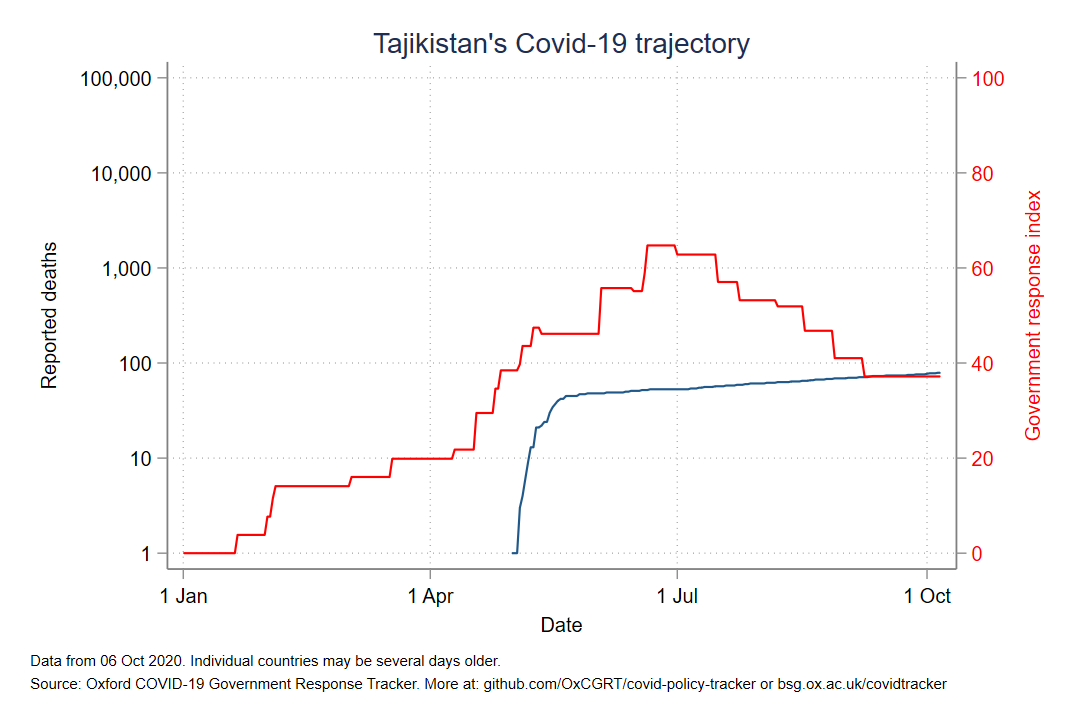 Tajikistan's Covid-19 trajectory
100,000
10,000
1,000
100
10
1
Reported deaths
100
80
60
40
20
0
Government response index
1 Jan
1 Apr
1 Jul
1 Oct
Date
Data from 06 Oct 2020. Individual countries may be several days older.
Source: Oxford COVID-19 Government Response Tracker. More at: github.com/OxCGRT/covid-policy-tracker or bsg.ox.ac.uk/covidtracker